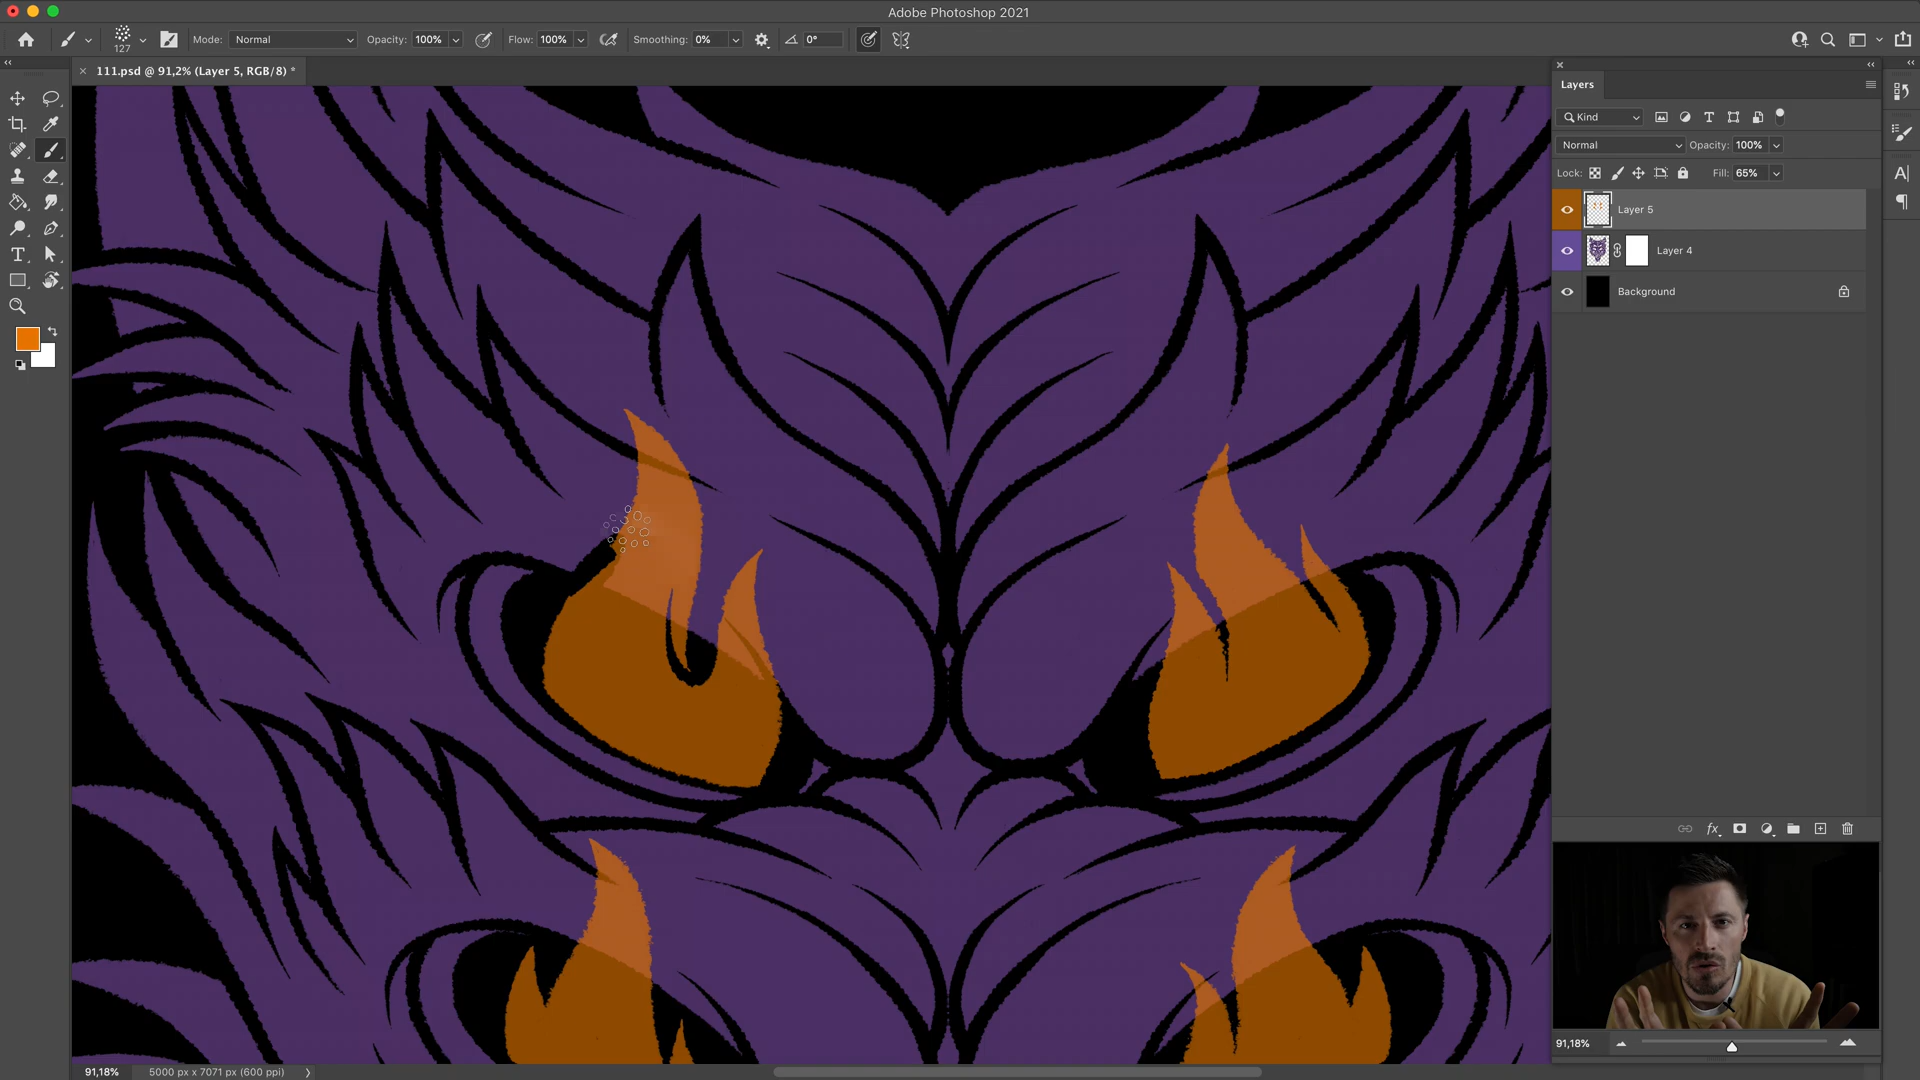 Adobe Photoshop 2021
127
Mode: Normal
Opacity: 100%
Flow: 100%
Smoothing: 0%
0°
111.psd @ 91,2% (Layer 5, RGB/8) *
Layers
Kind
Normal
Opacity: 100%
Lock:
Fill: 65%
Layer 5
Layer 4
Background
fx
91,18%
91,18%
5000 px x 7071 px (600 ppi)